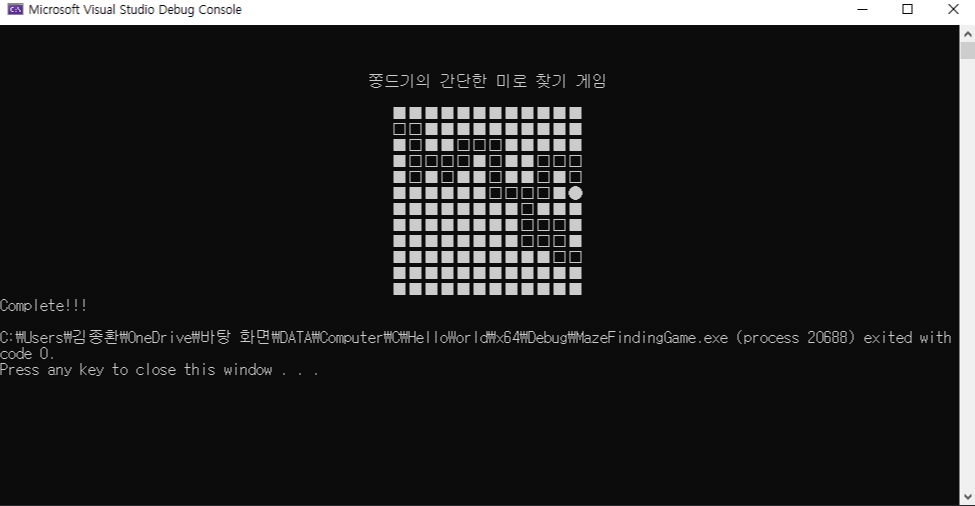 Microsoft Visual Studio Debug Console
쫑드기의 간단한 미로 찾기 게임
Complete!!!
C:₩Users₩김종환₩OneDrive₩바탕 화면₩DATA₩Computer₩C₩HelloWorld₩x64₩Debug₩MazeFindingGame.exe (process 20688) exited with
code 0.
Press any key to close this window . . .